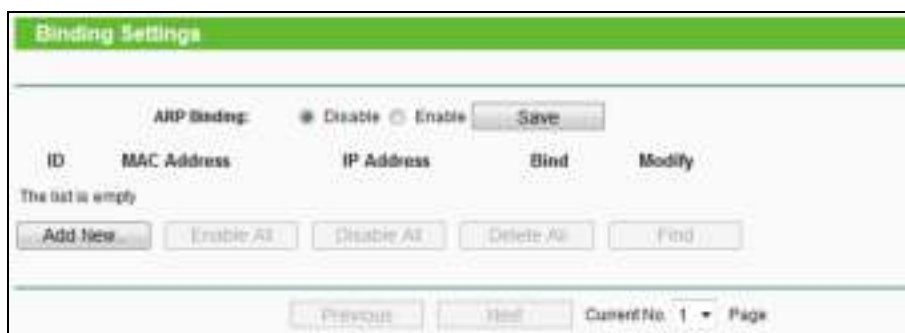 Binding Settings
ARP Binding: Disable Enable Save
ID MAC Address IP Address Bind Modify
The list is empty
Add New... Enable All Disable All Delete All Find
Previous Next Current No. 1 Page